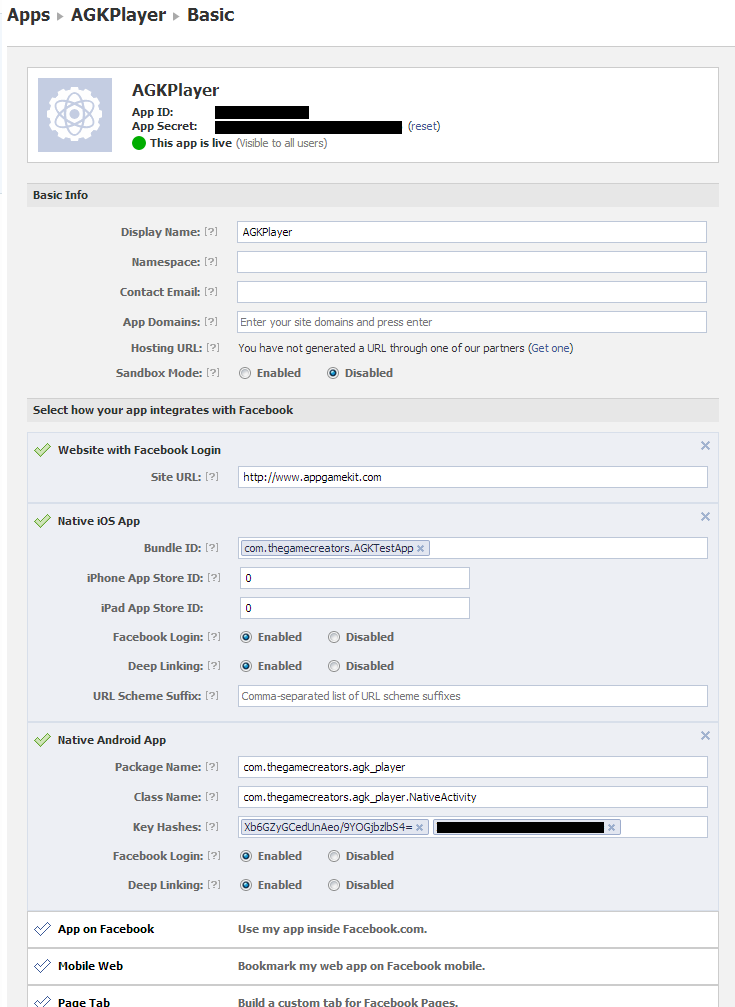 Apps ▸ AGKPlayer ▸ Basic
AGKPlayer
App ID:
App Secret: (reset)
This app is live (Visible to all users)
Basic Info
Display Name: [?] AGKPlayer
Namespace: [?]
Contact Email: [?]
App Domains: [?] Enter your site domains and press enter
Hosting URL: [?] You have not generated a URL through one of our partners (Get one)
Sandbox Mode: [?] Enabled Disabled
Select how your app integrates with Facebook
Website with Facebook Login
Site URL: [?] http://www.appgamekit.com
Native iOS App
Bundle ID: [?] com.thegamecreators.AGKTestApp
iPhone App Store ID: [?] 0
iPad App Store ID: 0
Facebook Login: [?] Enabled Disabled
Deep Linking: [?] Enabled Disabled
URL Scheme Suffix: [?] Comma-separated list of URL scheme suffixes
Native Android App
Package Name: [?] com.thegamecreators.agk_player
Class Name: [?] com.thegamecreators.agk_player.NativeActivity
Key Hashes: [?] Xb6GZyGCedUnAeo/9YOGjbzlbS4=
Facebook Login: [?] Enabled Disabled
Deep Linking: [?] Enabled Disabled
App on Facebook Use my app inside Facebook.com.
Mobile Web Bookmark my web app on Facebook mobile.
Page Tab Build a custom tab for Facebook Pages.